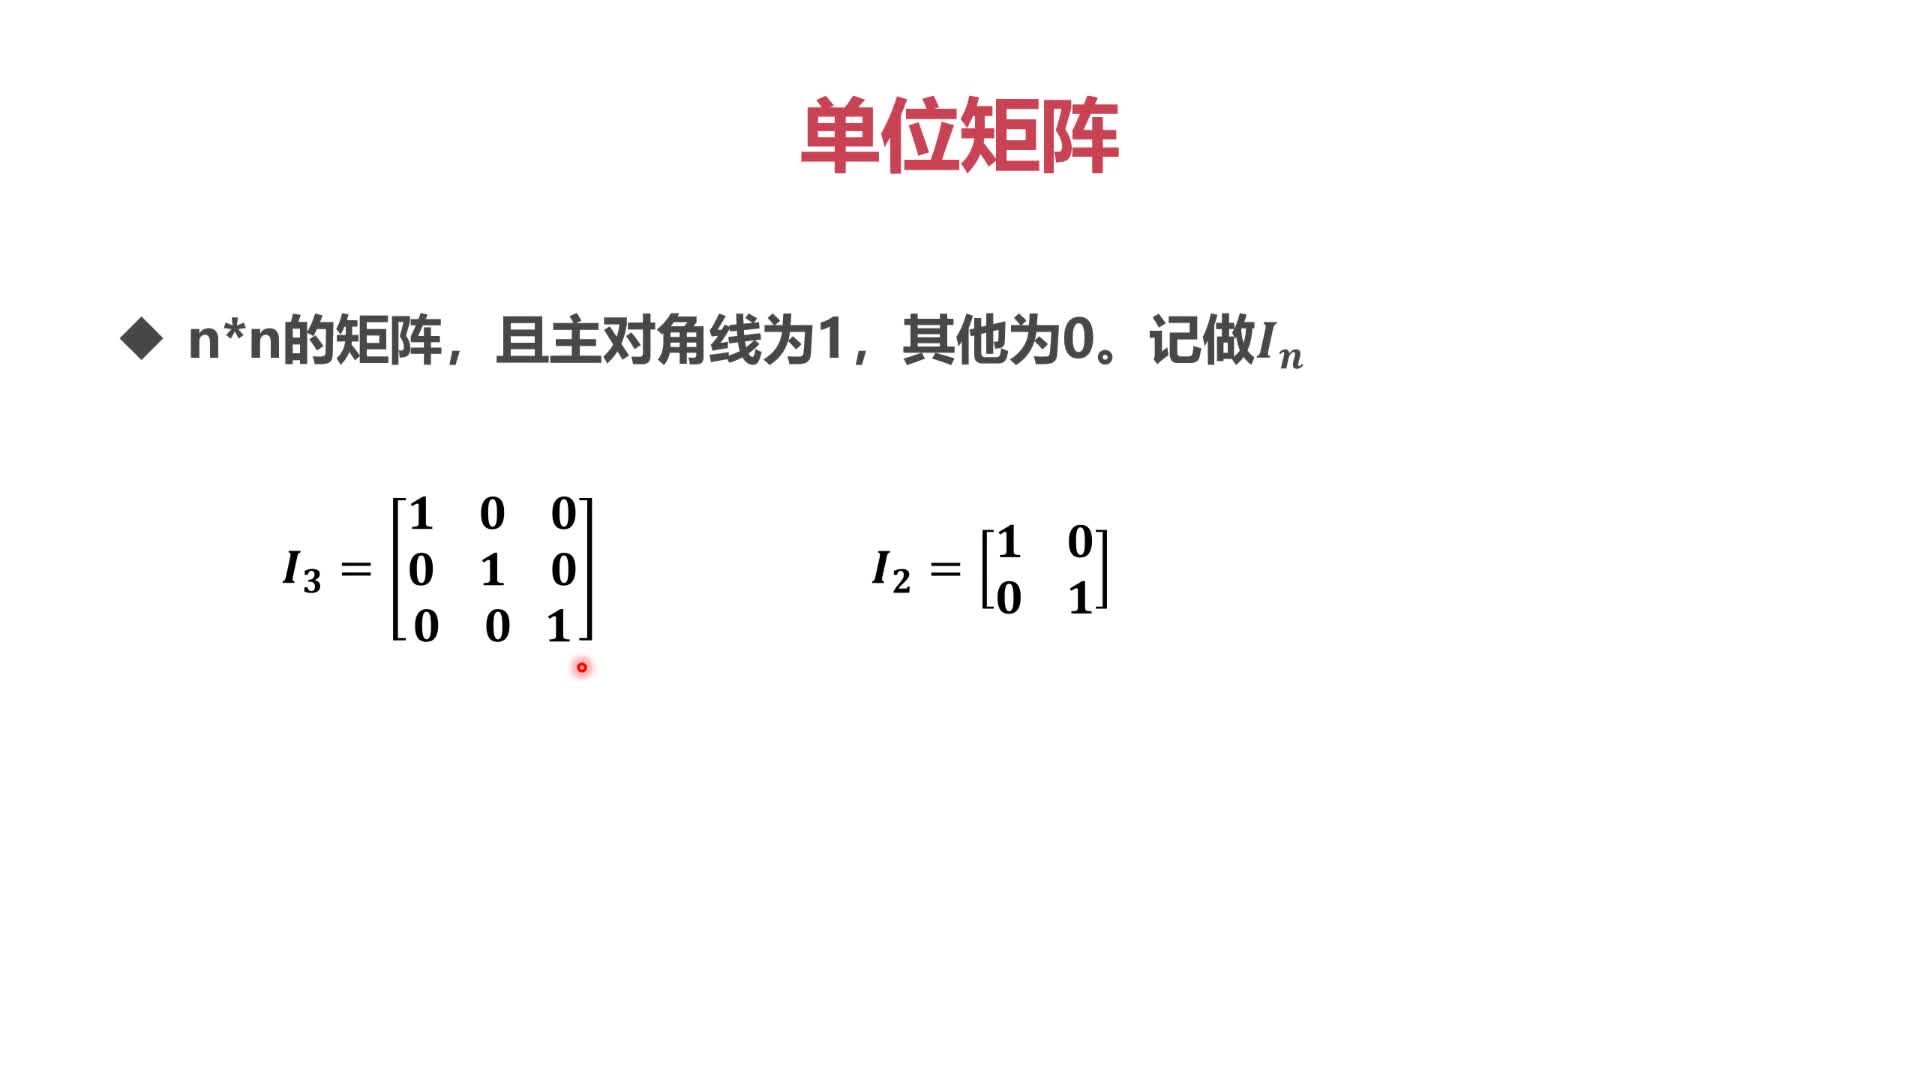 单位矩阵
◆ n*n的矩阵，且主对角线为1，其他为0。记做$I_n$
$I_3 = \begin{bmatrix} 1 & 0 & 0 \\ 0 & 1 & 0 \\ 0 & 0 & 1 \end{bmatrix}$ $I_2 = \begin{bmatrix} 1 & 0 \\ 0 & 1 \end{bmatrix}$